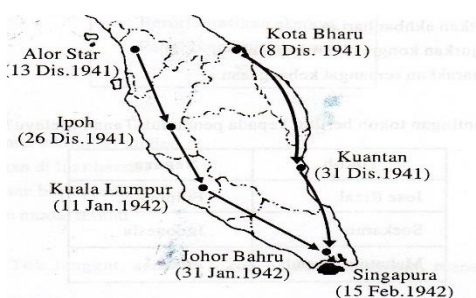 Alor Star
(13 Dis.1941)
Kota Bharu
(8 Dis.1941)
Ipoh
(26 Dis.1941)
Kuantan
(31 Dis.1941)
Kuala Lumpur
(11 Jan.1942)
Johor Bahru
(31 Jan.1942)
Singapura
(15 Feb.1942)